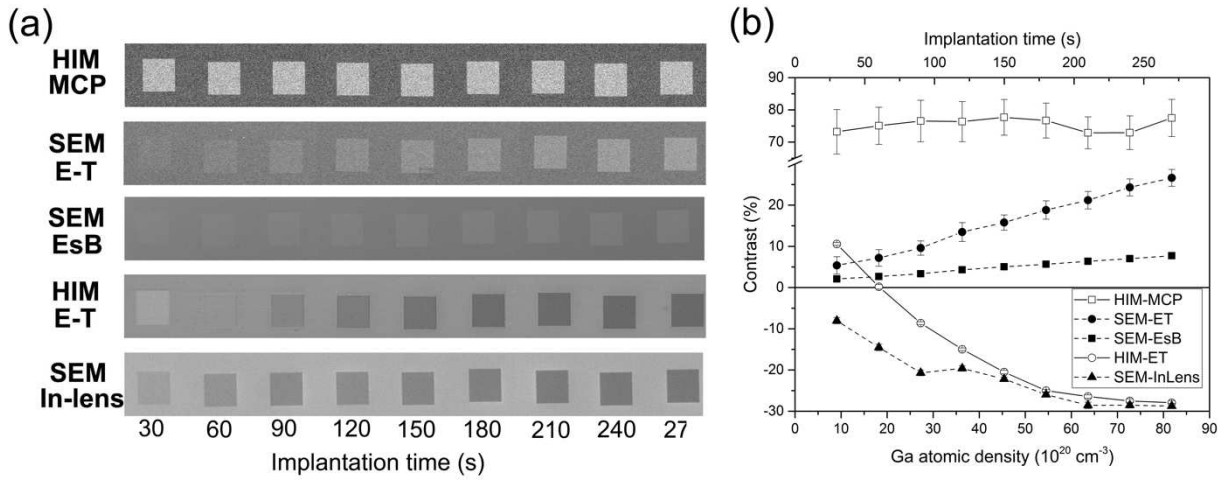 (a)
HIM
MCP
SEM
E-T
SEM
EsB
HIM
E-T
SEM
In-lens
30 60 90 120 150 180 210 240 27
Implantation time (s)
(b)
Implantation time (s)
0 50 100 150 200 250
90
80
70
20
10
0
-10
-20
-30
Contrast (%)
HIM-MCP
SEM-ET
SEM-EsB
HIM-ET
SEM-InLens
0 10 20 30 40 50 60 70 80 90
Ga atomic density (10²⁰ cm⁻³)